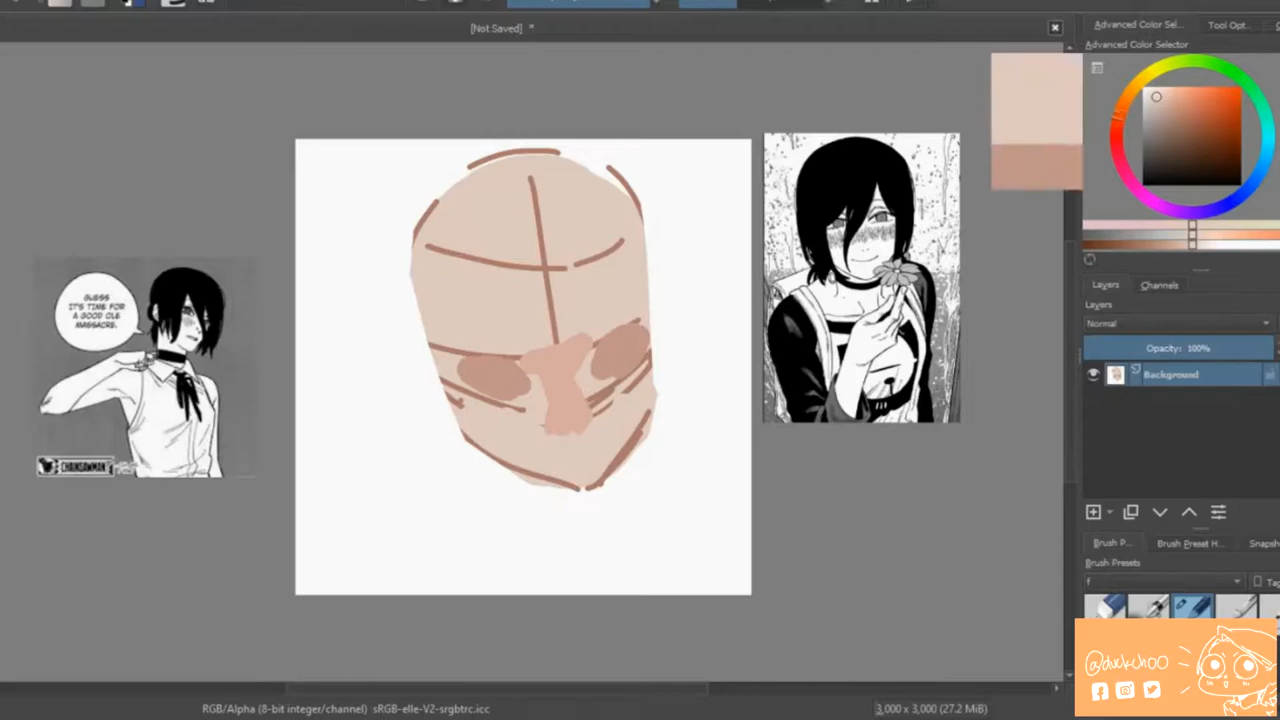 [Not Saved] *
Advanced Color Sel...
Tool Opt..
Advanced Color Selector
GUESS
IT'S TIME FOR
A GOOD OLE
MASSACRE.
CHAINSAWMAN
Layers
Channels
Layers
Normal
Opacity: 100%
Background
Brush P...
Brush Preset H...
Snapsh
Brush Presets
f
Tag
@duckchoo
RGB/Alpha (8-bit integer/channel) sRGB-elle-V2-srgbtrc.icc
3,000 x 3,000 (27.2 MiB)